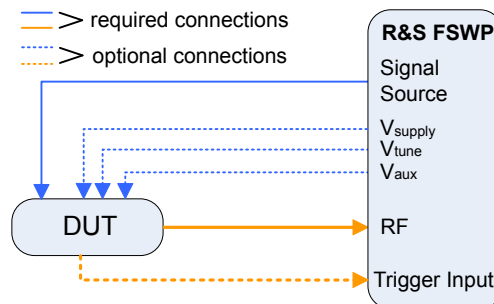 required connections
optional connections
R&S FSWP
Signal
Source
Vsupply
Vtune
Vaux
DUT
RF
Trigger Input